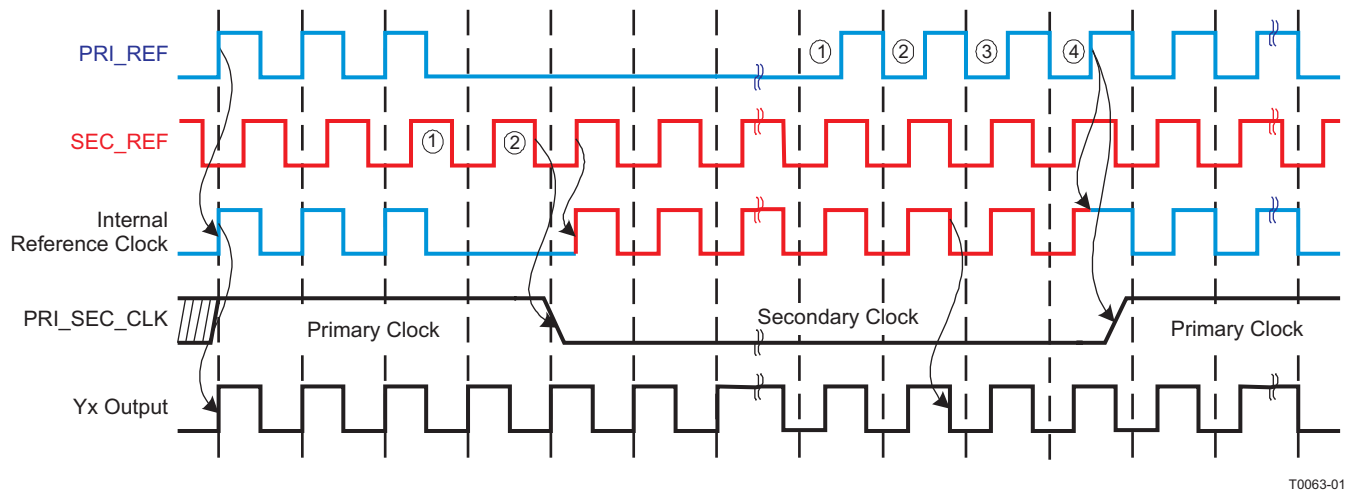 PRI_REF
① ② ③ ④
SEC_REF
① ②
Internal
Reference Clock
PRI_SEC_CLK
Primary Clock
Secondary Clock
Primary Clock
Yx Output
T0063-01